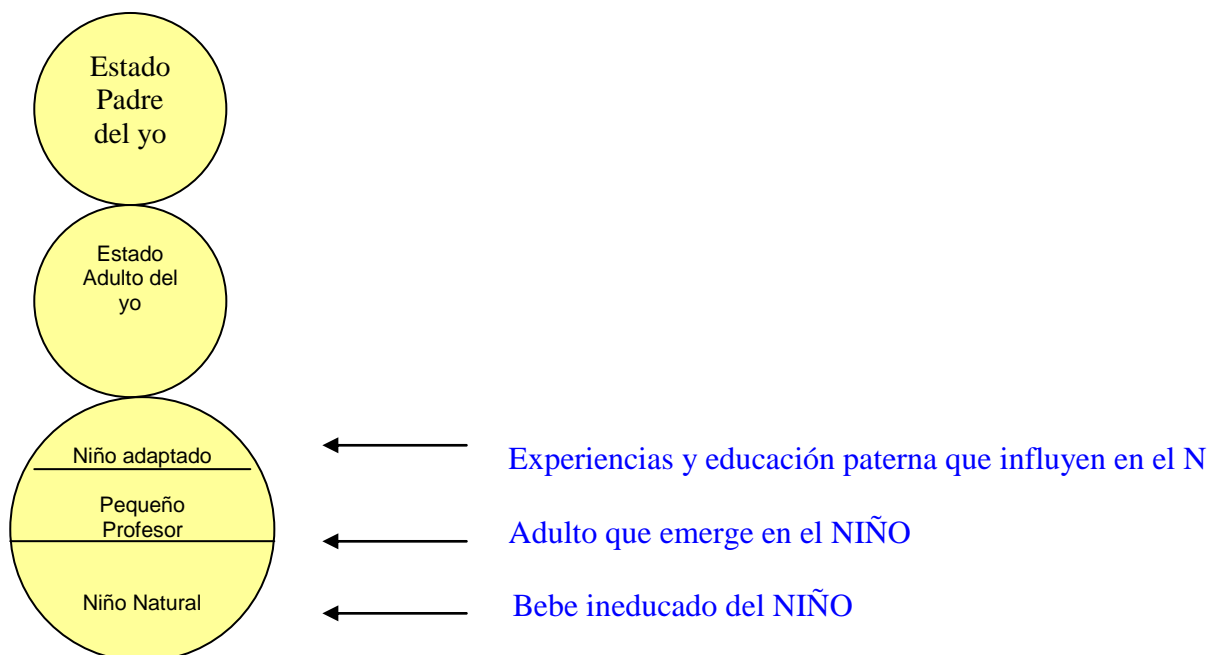 Estado
Padre
del yo
Estado
Adulto del
yo
Niño adaptado
Experiencias y educación paterna que influyen en el N
Pequeño
Profesor
Adulto que emerge en el NIÑO
Niño Natural
Bebe ineducado del NIÑO